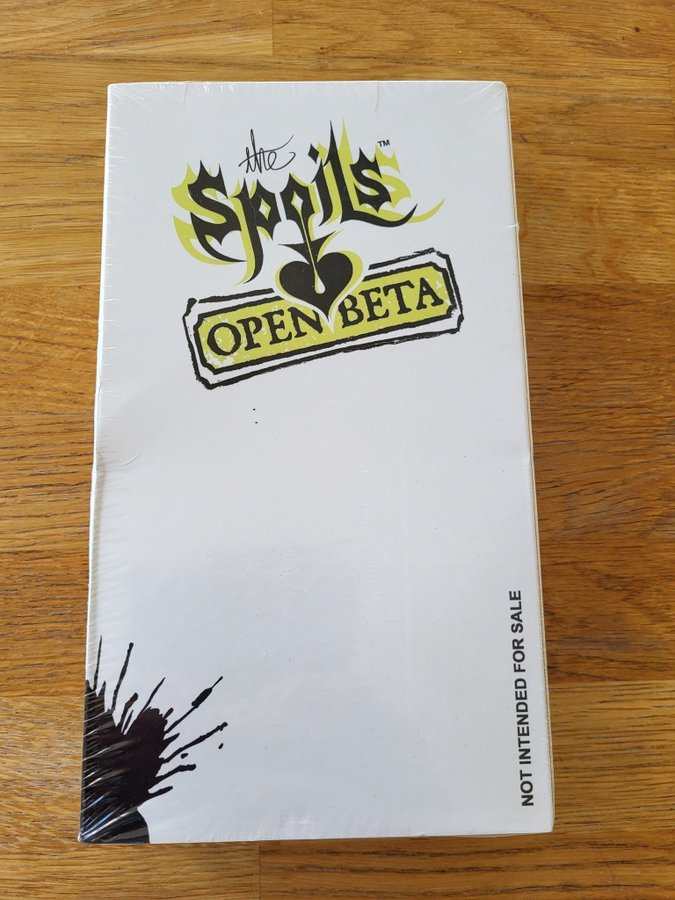 the
Spoils™
OPEN BETA
NOT INTENDED FOR SALE